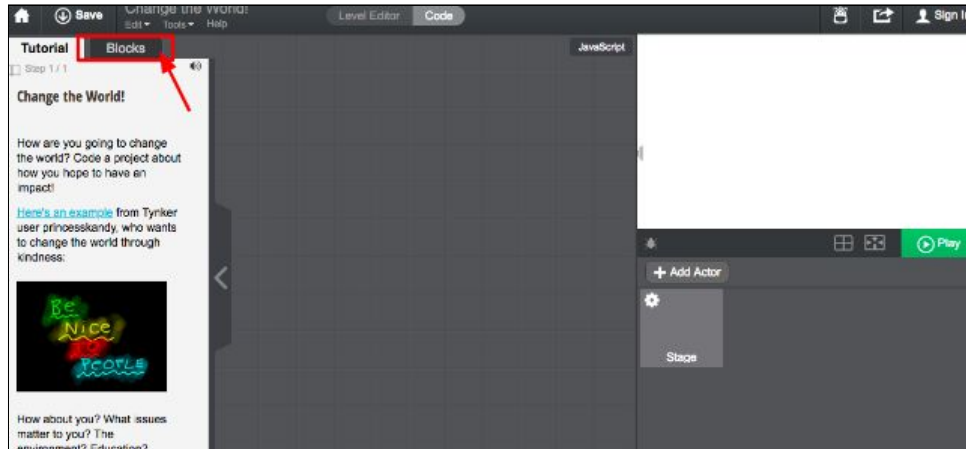 Save
Change the World!
Edit Tools Help
Level Editor Code
Sign In
Tutorial Blocks
JavaScript
Step 1 / 1
Change the World!
How are you going to change
the world? Code a project about
how you hope to have an
impact!
Here's an example from Tynker
user princesskandy, who wants
to change the world through
kindness:
Be
Nice
PEOPLE
How about you? What issues
matter to you? The
environment? Education?
Play
+ Add Actor
Stage